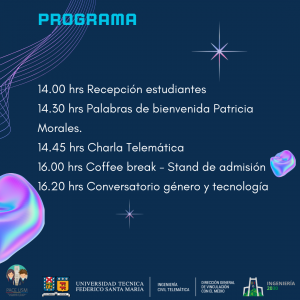 PROGRAMA
14.00 hrs Recepción estudiantes
14.30 hrs Palabras de bienvenida Patricia
Morales.
14.45 hrs Charla Telemática
16.00 hrs Coffee break - Stand de admisión
16.20 hrs Conversatorio género y tecnología
UNIVERSIDAD TECNICA
FEDERICO SANTA MARIA
INGENIERÍA
CIVIL TELEMÁTICA
DIRECCIÓN GENERAL
DE VINCULACIÓN
CON EL MEDIO
INGENIERÍA